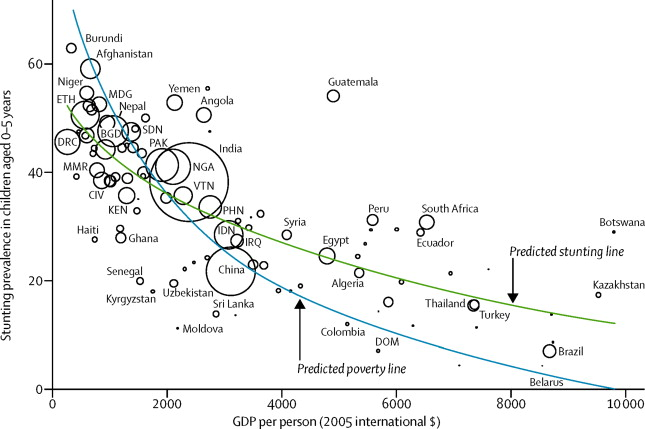 Stunting prevalence in children aged 0–5 years
60
40
20
0
Burundi
Afghanistan
Niger
MDG
ETH
Nepal
Yemen
Angola
Guatemala
BGD
SDN
DRC
PAK
India
NGA
MMR
VTN
CIV
KEN
PHN
Haiti
Ghana
IDN
IRQ
Syria
Peru
South Africa
Ecuador
Botswana
Egypt
Predicted stunting line
China
Algeria
Senegal
Kyrgyzstan
Uzbekistan
Sri Lanka
Moldova
Kazakhstan
Thailand
Turkey
Colombia
DOM
Brazil
Predicted poverty line
Belarus
0
2000
4000
6000
8000
10 000
GDP per person (2005 international $)